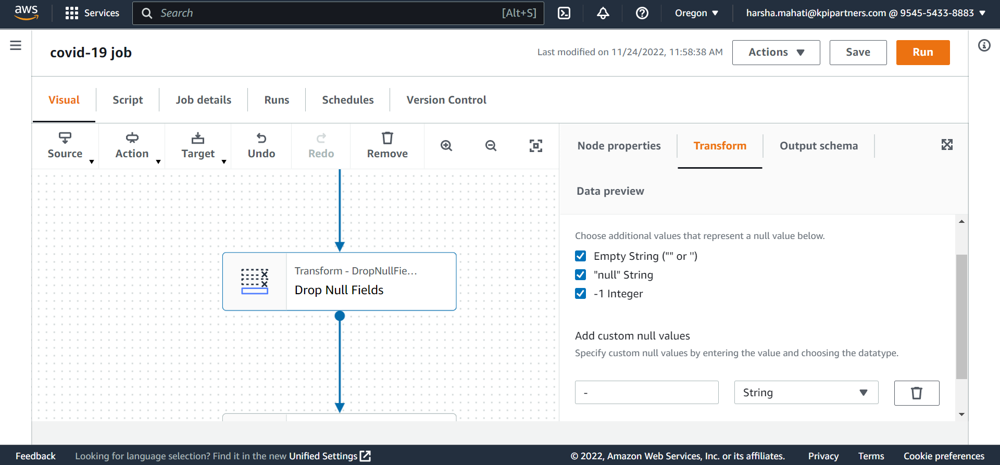 aws
Services
Search [Alt+S]
Oregon
harsha.mahati@kpipartners.com @ 9545-5433-8883
covid-19 job
Last modified on 11/24/2022, 11:58:38 AM
Actions
Save
Run
Visual
Script
Job details
Runs
Schedules
Version Control
Source
Action
Target
Undo
Redo
Remove
Node properties
Transform
Output schema
Data preview
Transform - DropNullFie...
Drop Null Fields
Choose additional values that represent a null value below.
Empty String ("" or '')
"null" String
-1 Integer
Add custom null values
Specify custom null values by entering the value and choosing the datatype.
-
String
Feedback
Looking for language selection? Find it in the new Unified Settings
© 2022, Amazon Web Services, Inc. or its affiliates.
Privacy
Terms
Cookie preferences